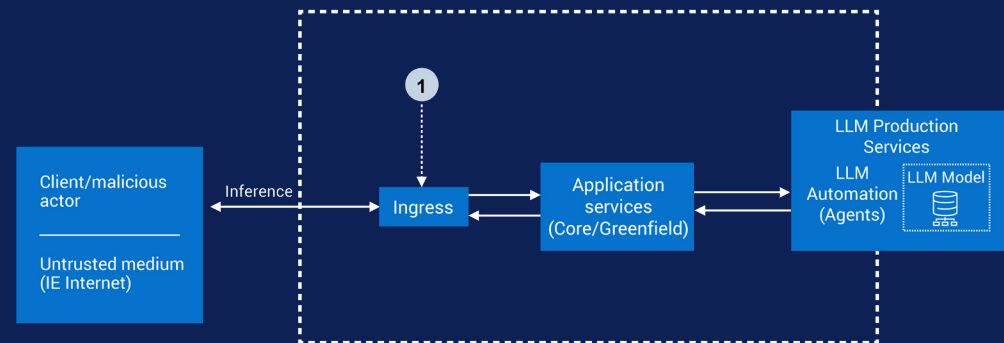 1
Client/malicious
actor
Untrusted medium
(IE Internet)
Inference
Ingress
Application
services
(Core/Greenfield)
LLM Production
Services
LLM
Automation
(Agents)
LLM Model